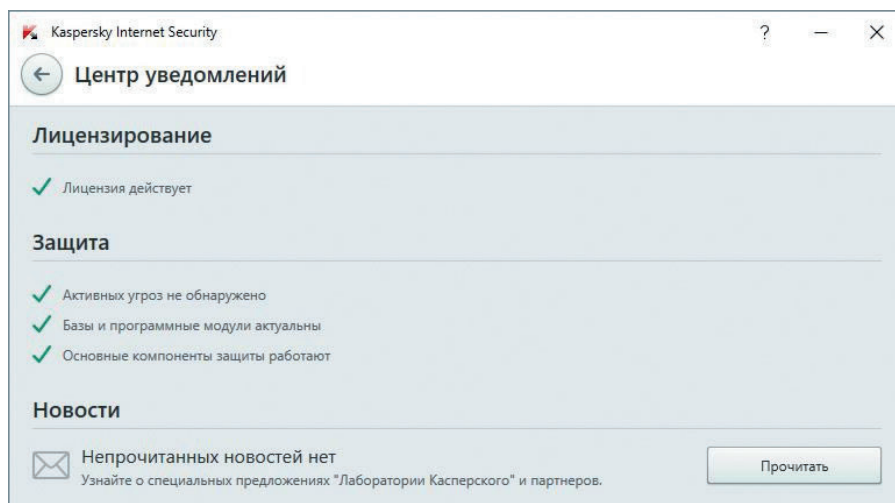 Kaspersky Internet Security
? — ×
Центр уведомлений
Лицензирование
Лицензия действует
Защита
Активных угроз не обнаружено
Базы и программные модули актуальны
Основные компоненты защиты работают
Новости
Непрочитанных новостей нет
Узнайте о специальных предложениях "Лаборатории Касперского" и партнеров.
Прочитать